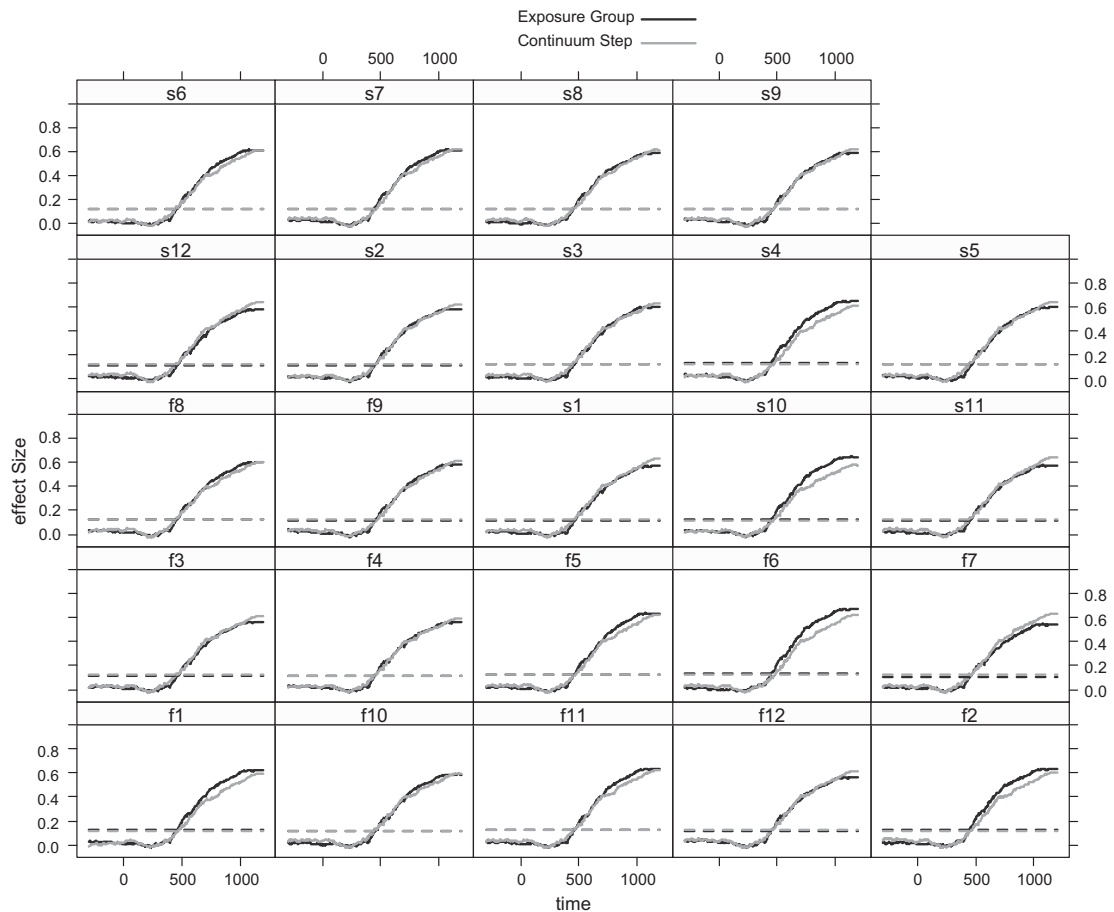 Exposure Group
Continuum Step
0 500 1000 0 500 1000
s6 s7 s8 s9
0.8
0.6
0.4
0.2
0.0
s12 s2 s3 s4 s5
0.8
0.6
0.4
0.2
0.0
f8 f9 s1 s10 s11
0.8
0.6
0.4
0.2
0.0
f3 f4 f5 f6 f7
0.8
0.6
0.4
0.2
0.0
f1 f10 f11 f12 f2
0.8
0.6
0.4
0.2
0.0
effect Size
0 500 1000 0 500 1000 0 500 1000
time